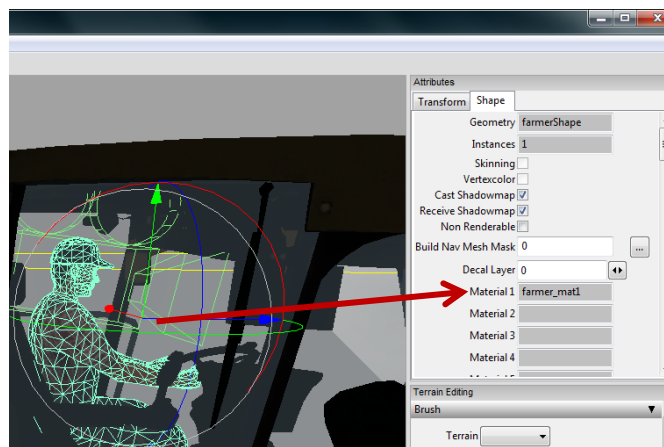 Attributes
Transform Shape
Geometry farmerShape
Instances 1
Skinning
Vertexcolor
Cast Shadowmap
Receive Shadowmap
Non Renderable
Build Nav Mesh Mask 0 ...
Decal Layer 0
Material 1 farmer_mat1
Material 2
Material 3
Material 4
Terrain Editing
Brush
Terrain